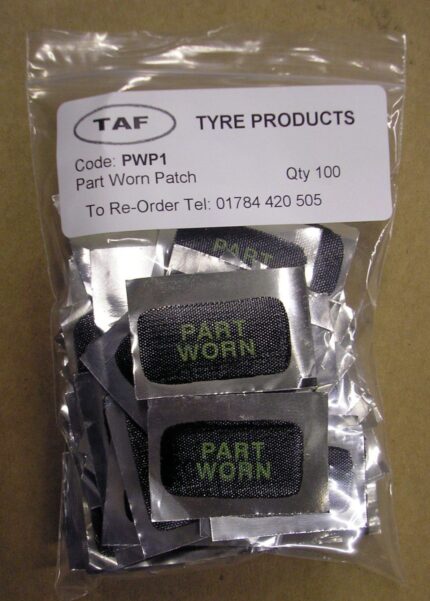 TAF TYRE PRODUCTS
Code: PWP1
Part Worn Patch Qty 100
To Re-Order Tel: 01784 420 505
PART
PART
WORN
PART
WORN